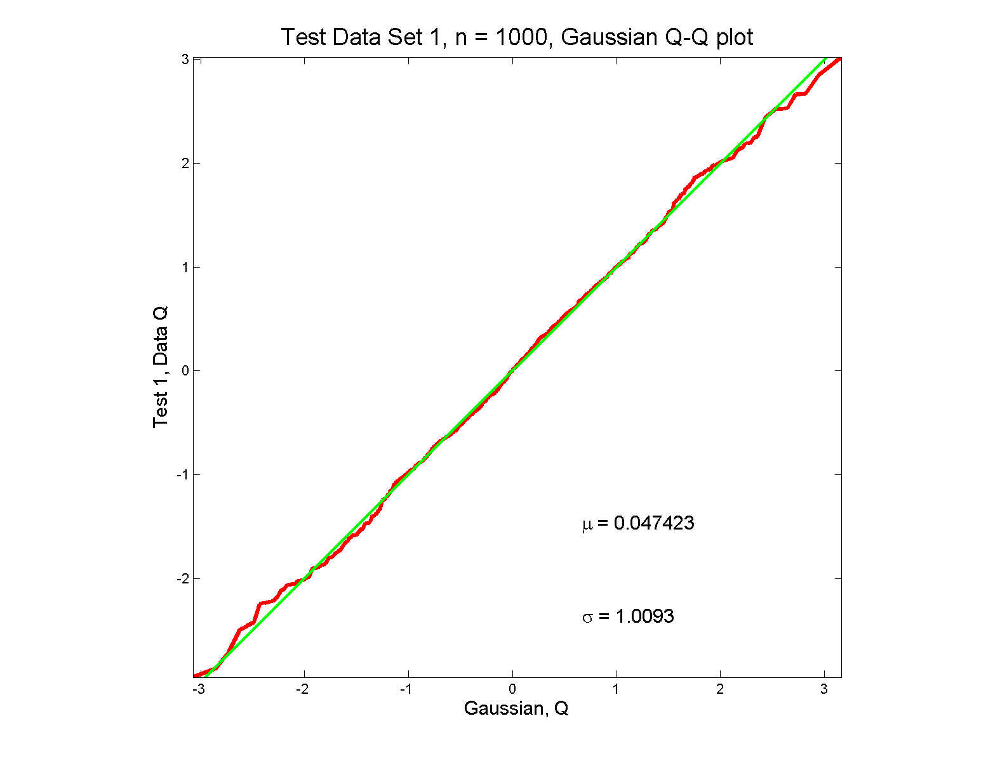 Test Data Set 1, n = 1000, Gaussian Q-Q plot
3
2
1
0
-1
-2
Test 1, Data Q
μ = 0.047423
σ = 1.0093
-3 -2 -1 0 1 2 3
Gaussian, Q